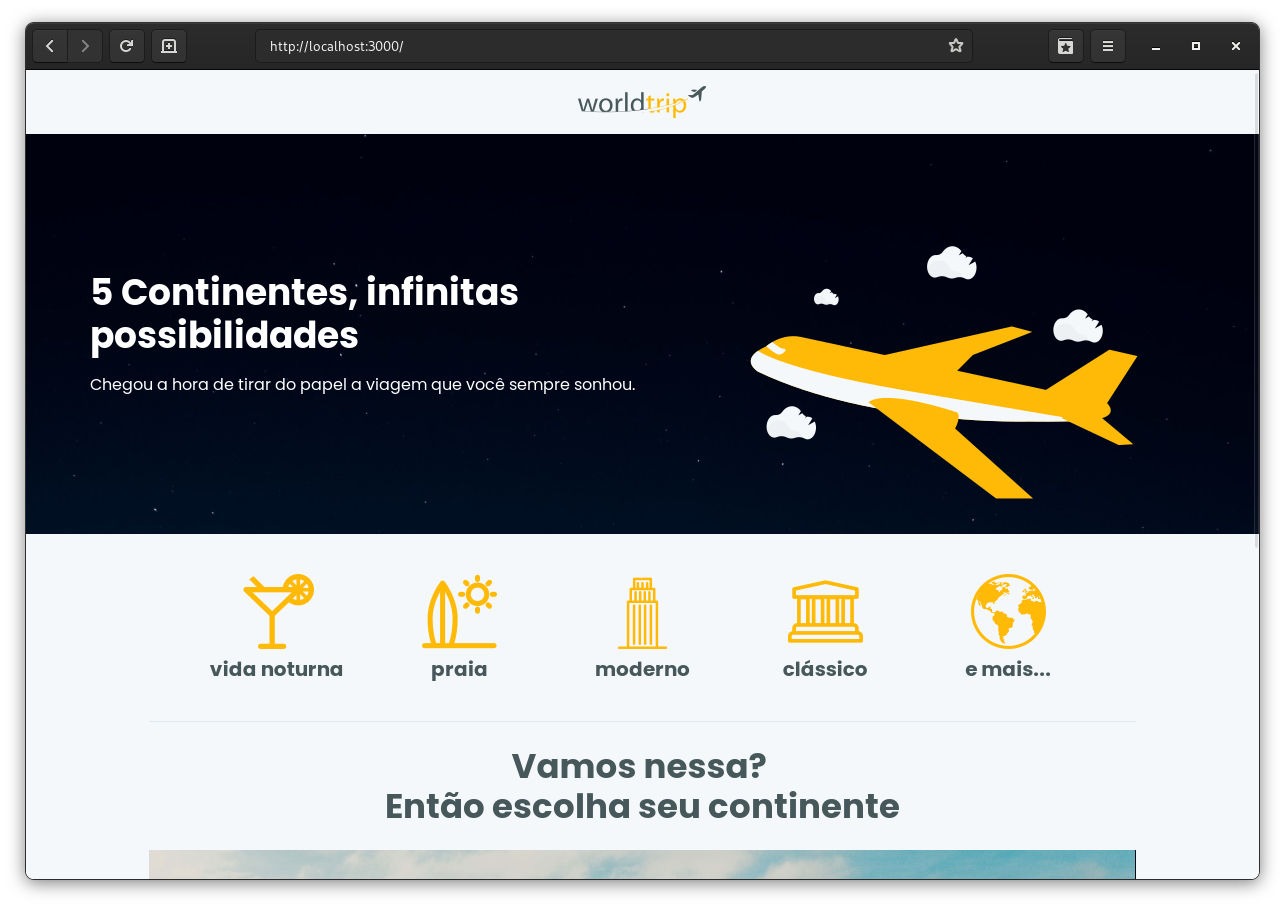 http://localhost:3000/
worldtrip
5 Continentes, infinitas
possibilidades
Chegou a hora de tirar do papel a viagem que você sempre sonhou.
vida noturna
praia
moderno
clássico
e mais...
Vamos nessa?
Então escolha seu continente